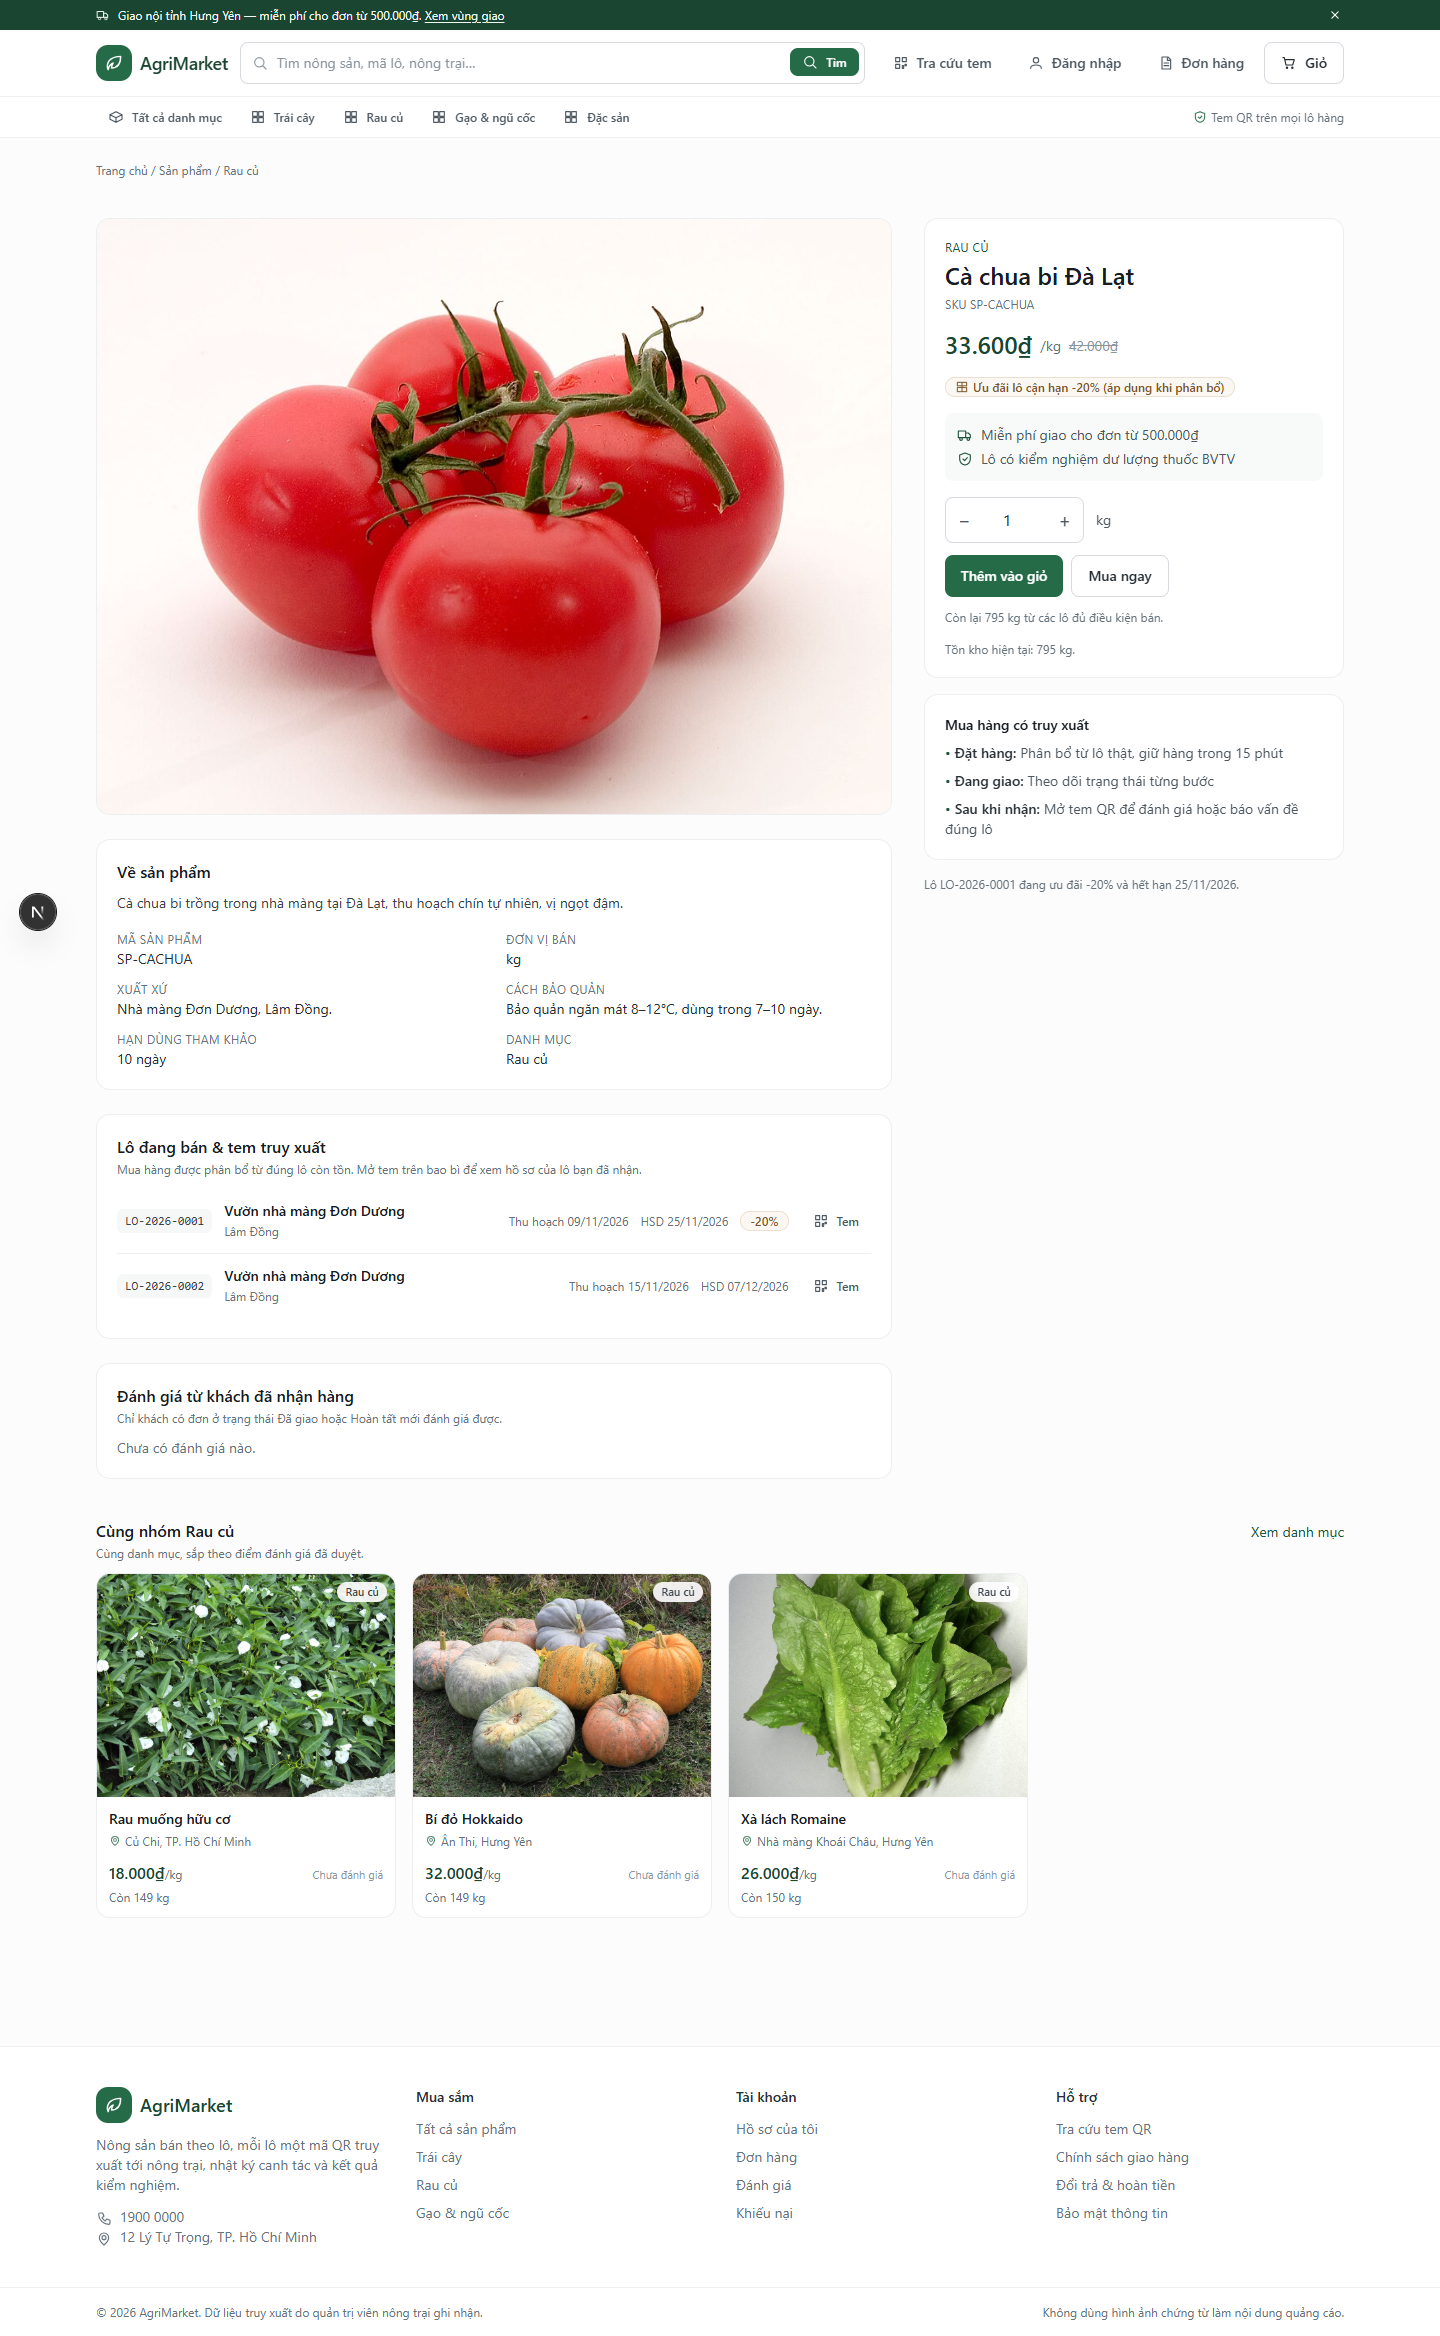 Giao nội tỉnh Hưng Yên — miễn phí cho đơn từ 500.000₫. Xem vùng giao
AgriMarket
Tìm nông sản, mã lô, nông trại...
Tìm
Tra cứu tem
Đăng nhập
Đơn hàng
Giỏ
Tất cả danh mục
Trái cây
Rau củ
Gạo & ngũ cốc
Đặc sản
Tem QR trên mọi lô hàng
Trang chủ / Sản phẩm / Rau củ
RAU CỦ
Cà chua bi Đà Lạt
SKU SP-CACHUA
33.600₫ /kg 42.000₫
Ưu đãi lô cận hạn -20% (áp dụng khi phân bổ)
Miễn phí giao cho đơn từ 500.000₫
Lô có kiểm nghiệm dư lượng thuốc BVTV
− 1 + kg
Thêm vào giỏ
Mua ngay
Còn lại 795 kg từ các lô đủ điều kiện bán.
Tồn kho hiện tại: 795 kg.
Mua hàng có truy xuất
• Đặt hàng: Phân bổ từ lô thật, giữ hàng trong 15 phút
• Đang giao: Theo dõi trạng thái từng bước
• Sau khi nhận: Mở tem QR để đánh giá hoặc báo vấn đề
đúng lô
Lô LO-2026-0001 đang ưu đãi -20% và hết hạn 25/11/2026.
Về sản phẩm
Cà chua bi trồng trong nhà màng tại Đà Lạt, thu hoạch chín tự nhiên, vị ngọt đậm.
MÃ SẢN PHẨM
SP-CACHUA
ĐƠN VỊ BÁN
kg
XUẤT XỨ
Nhà màng Đơn Dương, Lâm Đồng.
CÁCH BẢO QUẢN
Bảo quản ngăn mát 8–12°C, dùng trong 7–10 ngày.
HẠN DÙNG THAM KHẢO
10 ngày
DANH MỤC
Rau củ
Lô đang bán & tem truy xuất
Mua hàng được phân bổ từ đúng lô còn tồn. Mở tem trên bao bì để xem hồ sơ của lô bạn đã nhận.
LO-2026-0001
Vườn nhà màng Đơn Dương
Lâm Đồng
Thu hoạch 09/11/2026 HSD 25/11/2026 -20% Tem
LO-2026-0002
Vườn nhà màng Đơn Dương
Lâm Đồng
Thu hoạch 15/11/2026 HSD 07/12/2026 Tem
Đánh giá từ khách đã nhận hàng
Chỉ khách có đơn ở trạng thái Đã giao hoặc Hoàn tất mới đánh giá được.
Chưa có đánh giá nào.
Cùng nhóm Rau củ
Xem danh mục
Cùng danh mục, sắp theo điểm đánh giá đã duyệt.
Rau củ
Rau muống hữu cơ
Củ Chi, TP. Hồ Chí Minh
18.000₫/kg Chưa đánh giá
Còn 149 kg
Rau củ
Bí đỏ Hokkaido
Ân Thi, Hưng Yên
32.000₫/kg Chưa đánh giá
Còn 149 kg
Rau củ
Xà lách Romaine
Nhà màng Khoái Châu, Hưng Yên
26.000₫/kg Chưa đánh giá
Còn 150 kg
AgriMarket
Nông sản bán theo lô, mỗi lô một mã QR truy
xuất tới nông trại, nhật ký canh tác và kết quả
kiểm nghiệm.
1900 0000
12 Lý Tự Trọng, TP. Hồ Chí Minh
Mua sắm
Tất cả sản phẩm
Trái cây
Rau củ
Gạo & ngũ cốc
Tài khoản
Hồ sơ của tôi
Đơn hàng
Đánh giá
Khiếu nại
Hỗ trợ
Tra cứu tem QR
Chính sách giao hàng
Đổi trả & hoàn tiền
Bảo mật thông tin
© 2026 AgriMarket. Dữ liệu truy xuất do quản trị viên nông trại ghi nhận.
Không dùng hình ảnh chứng từ làm nội dung quảng cáo.